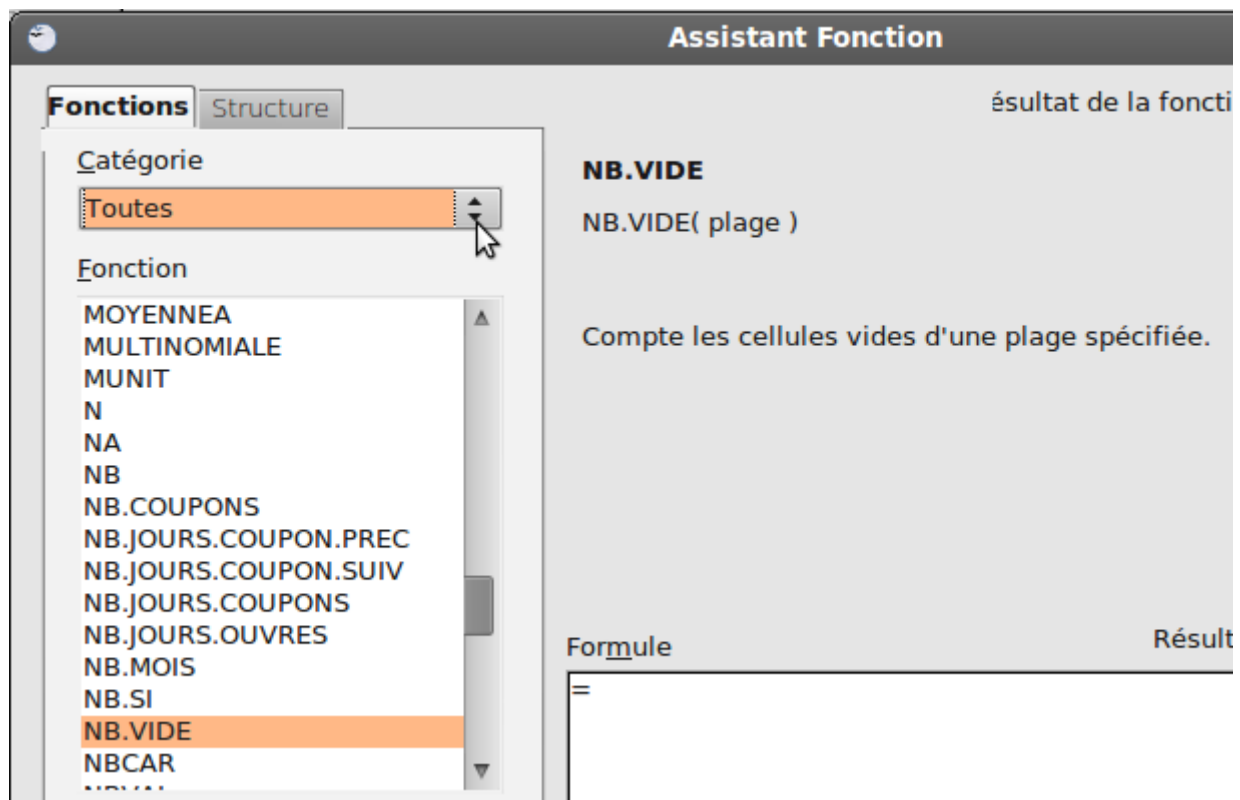 Assistant Fonction
Fonctions Structure
ésultat de la foncti
Catégorie
Toutes
Fonction
NB.VIDE
NB.VIDE( plage )
Compte les cellules vides d'une plage spécifiée.
MOYENNEA
MULTINOMIALE
MUNIT
N
NA
NB
NB.COUPONS
NB.JOURS.COUPON.PREC
NB.JOURS.COUPON.SUIV
NB.JOURS.COUPONS
NB.JOURS.OUVRES
NB.MOIS
NB.SI
NB.VIDE
NBCAR
Formule
Résult
=